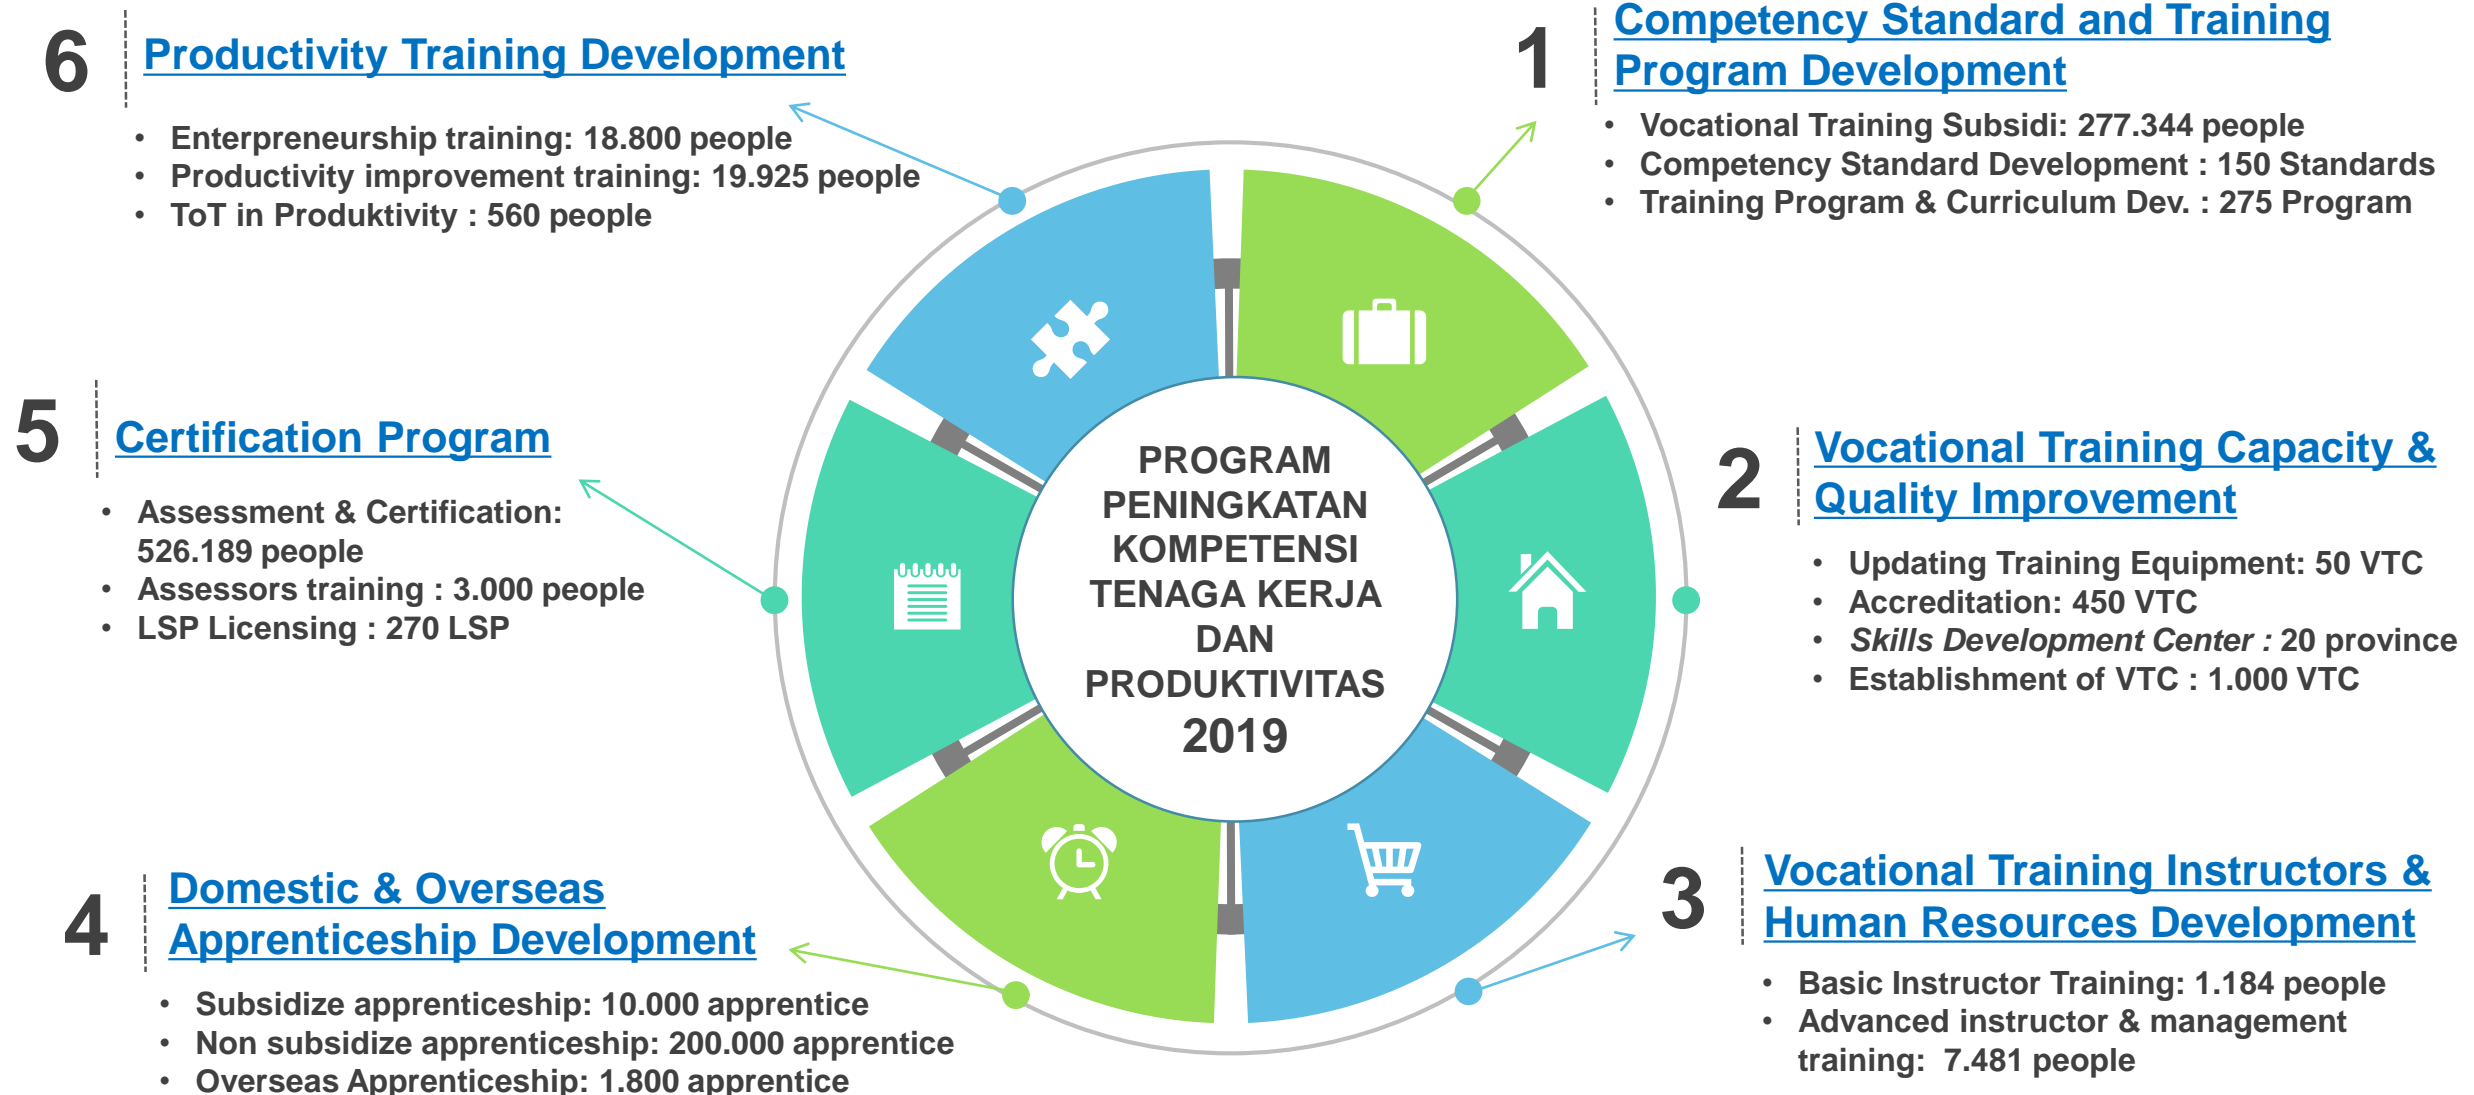 1
Competency Standard and Training
Program Development
• Vocational Training Subsidi: 277.344 people
• Competency Standard Development : 150 Standards
• Training Program & Curriculum Dev. : 275 Program
2
Vocational Training Capacity &
Quality Improvement
• Updating Training Equipment: 50 VTC
• Accreditation: 450 VTC
• Skills Development Center : 20 province
• Establishment of VTC : 1.000 VTC
3
Vocational Training Instructors &
Human Resources Development
• Basic Instructor Training: 1.184 people
• Advanced instructor & management
training: 7.481 people
4
Domestic & Overseas
Apprenticeship Development
• Subsidize apprenticeship: 10.000 apprentice
• Non subsidize apprenticeship: 200.000 apprentice
• Overseas Apprenticeship: 1.800 apprentice
5
Certification Program
• Assessment & Certification:
526.189 people
• Assessors training : 3.000 people
• LSP Licensing : 270 LSP
6
Productivity Training Development
• Enterpreneurship training: 18.800 people
• Productivity improvement training: 19.925 people
• ToT in Produktivity : 560 people
PROGRAM
PENINGKATAN
KOMPETENSI
TENAGA KERJA
DAN
PRODUKTIVITAS
2019